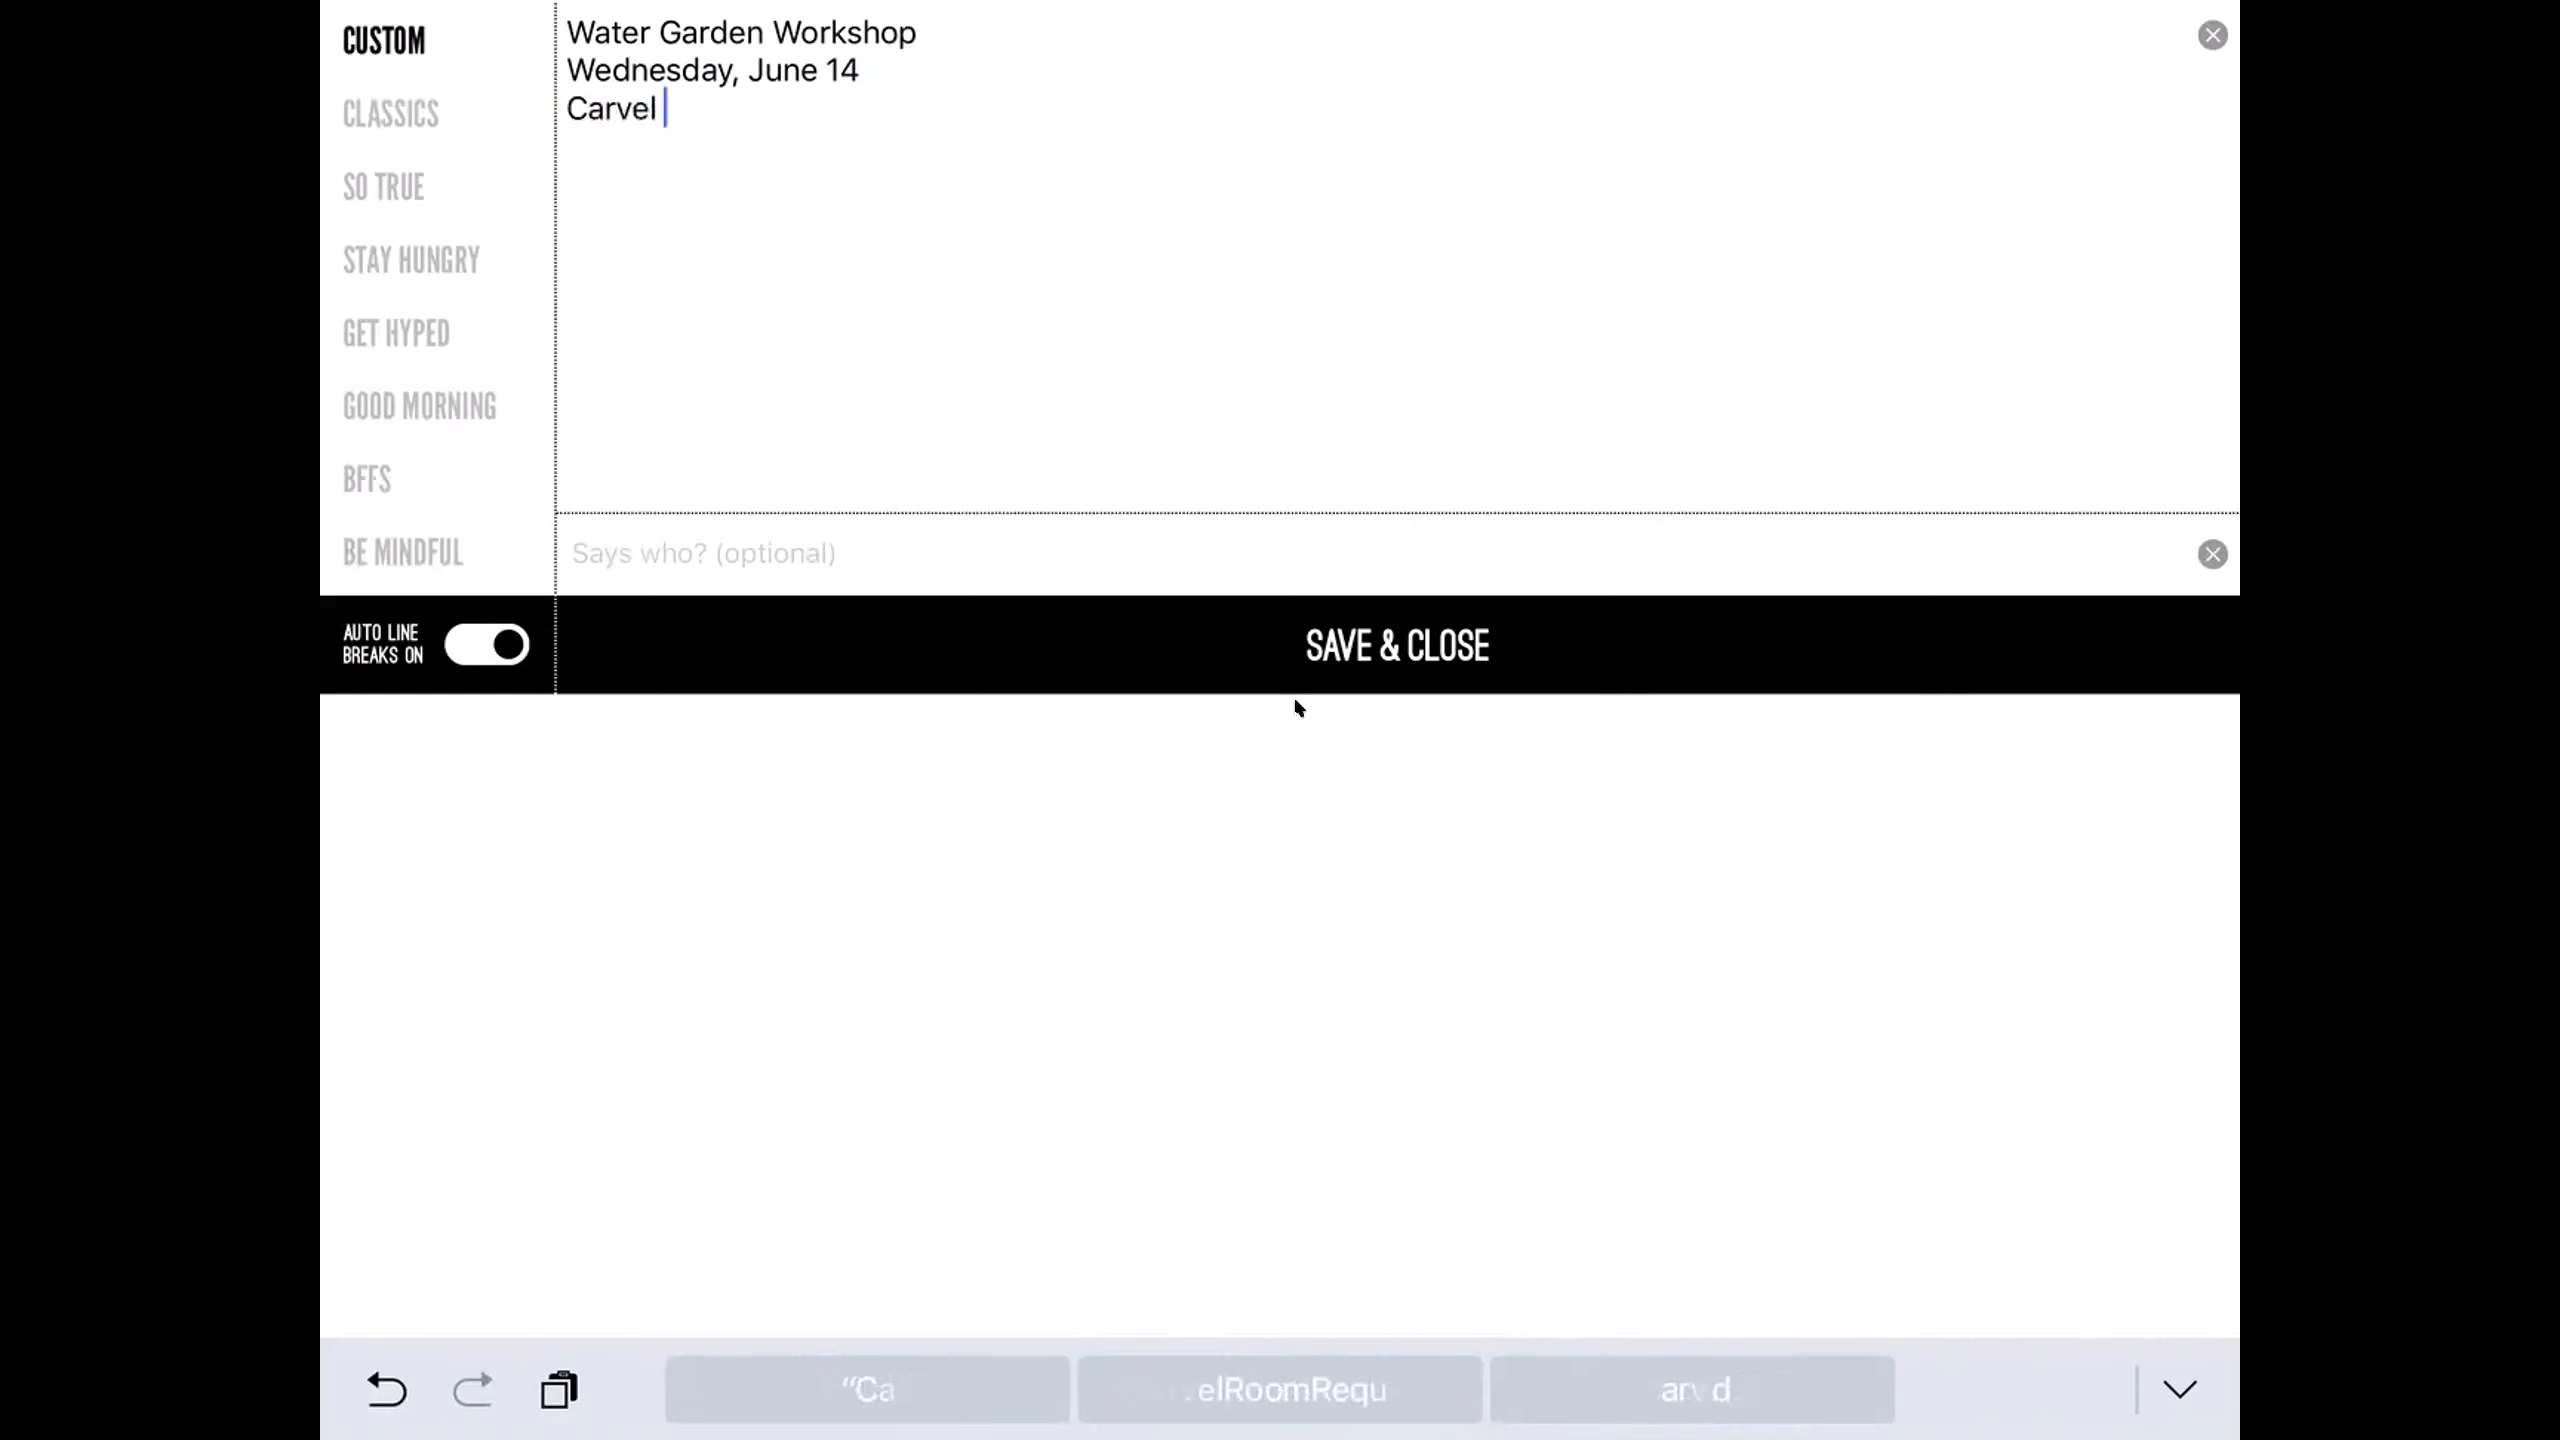 CUSTOM
CLASSICS
SO TRUE
STAY HUNGRY
GET HYPED
GOOD MORNING
BFFS
BE MINDFUL
Water Garden Workshop
Wednesday, June 14
Carvel
Says who? (optional)
AUTO LINE
BREAKS ON
SAVE & CLOSE